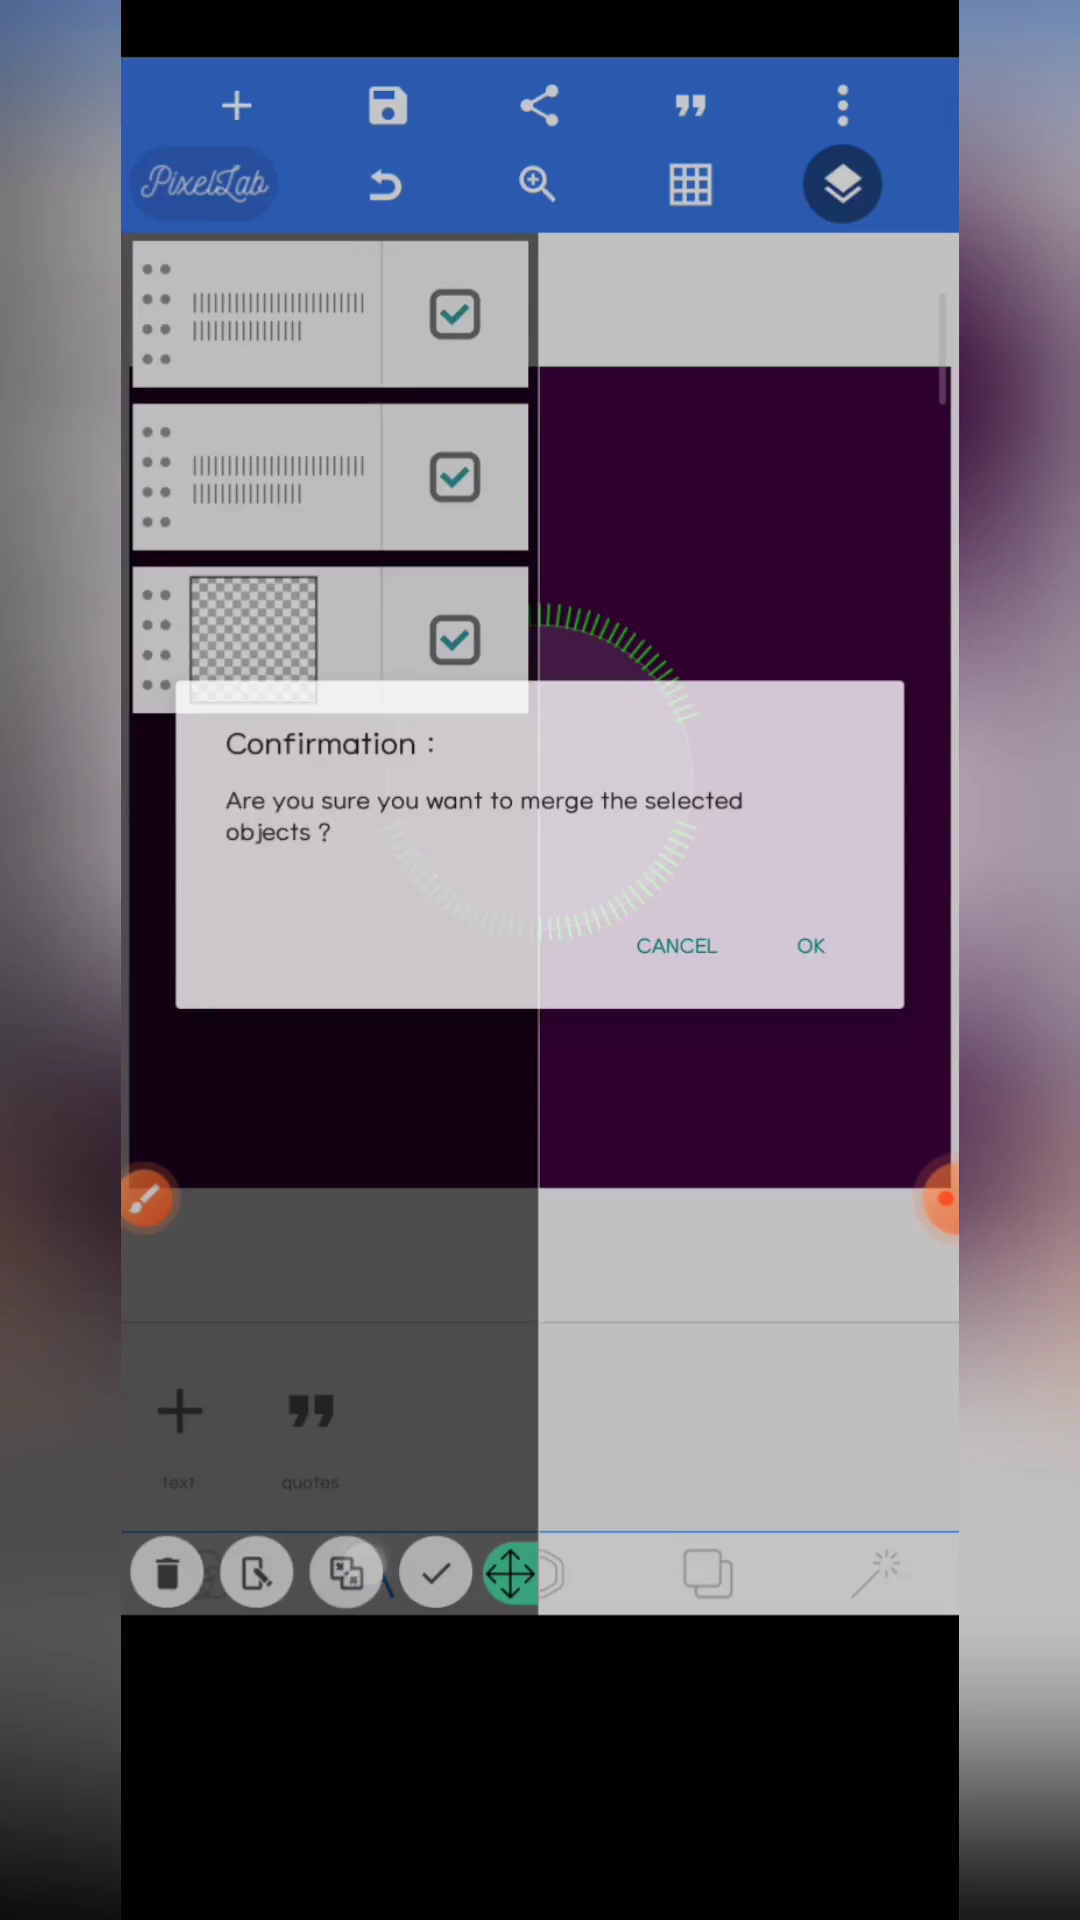 PixelLab
||||||||||||||||||||||||
|||||||||||||||
||||||||||||||||||||||||
|||||||||||||||
Confirmation :
Are you sure you want to merge the selected
objects ?
CANCEL
OK
text
quotes